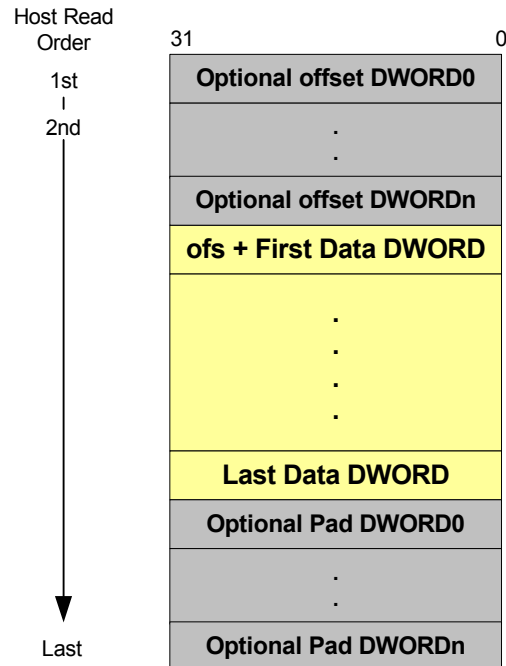 Host Read
Order
31 0
1st
2nd
Optional offset DWORD0
.
.
Optional offset DWORDn
ofs + First Data DWORD
.
.
.
.
Last Data DWORD
Optional Pad DWORD0
.
.
Last
Optional Pad DWORDn